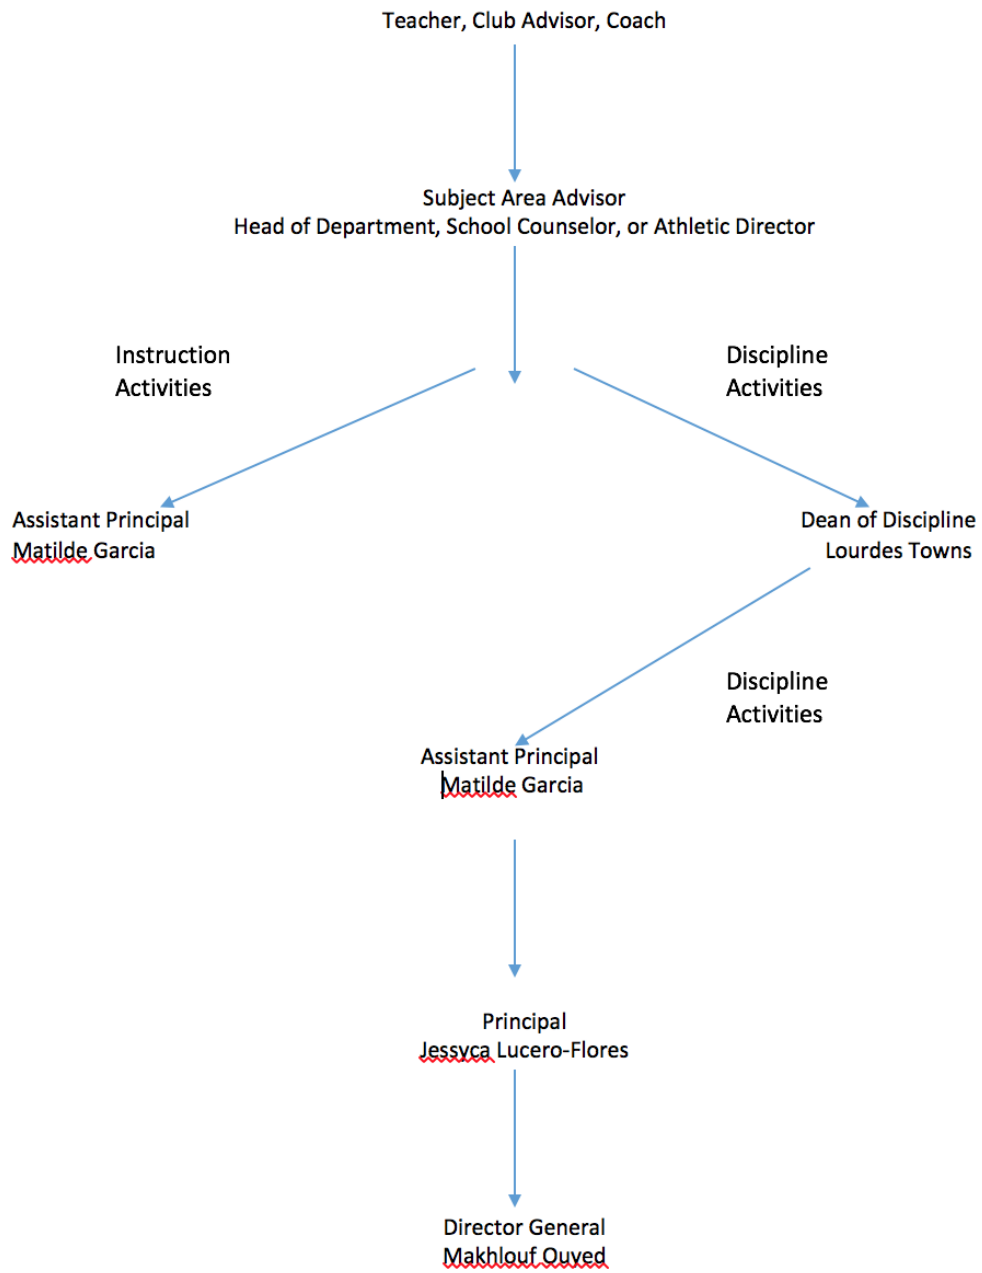 Teacher, Club Advisor, Coach
Subject Area Advisor
Head of Department, School Counselor, or Athletic Director
Instruction
Activities
Discipline
Activities
Assistant Principal
Matilde Garcia
Dean of Discipline
Lourdes Towns
Discipline
Activities
Assistant Principal
Matilde Garcia
Principal
Jessyca Lucero-Flores
Director General
Makhlouf Ouyed